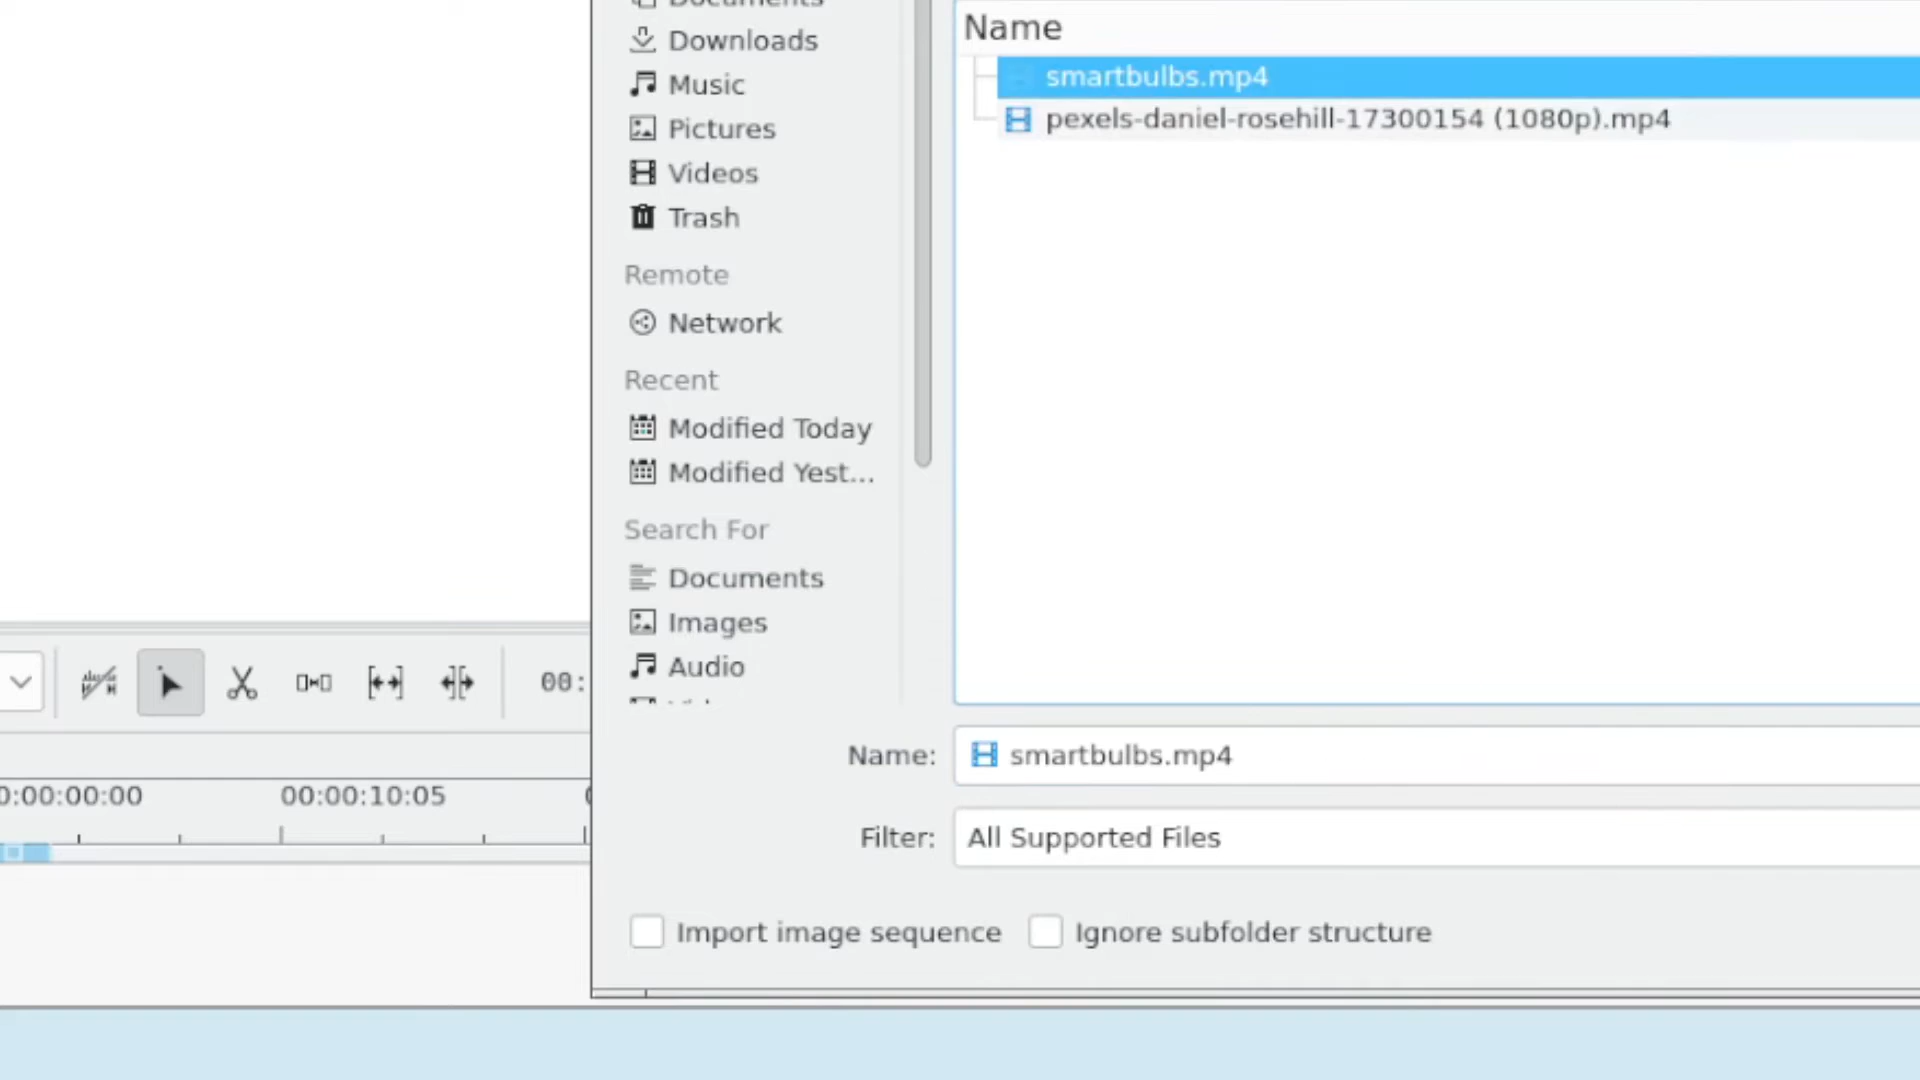 Documents
Downloads
Music
Pictures
Videos
Trash
Remote
Network
Recent
Modified Today
Modified Yest...
Search For
Documents
Images
Audio
Name
smartbulbs.mp4
pexels-daniel-rosehill-17300154 (1080p).mp4
Name: smartbulbs.mp4
Filter: All Supported Files
Import image sequence
Ignore subfolder structure
00:
0:00:00:00
00:00:10:05